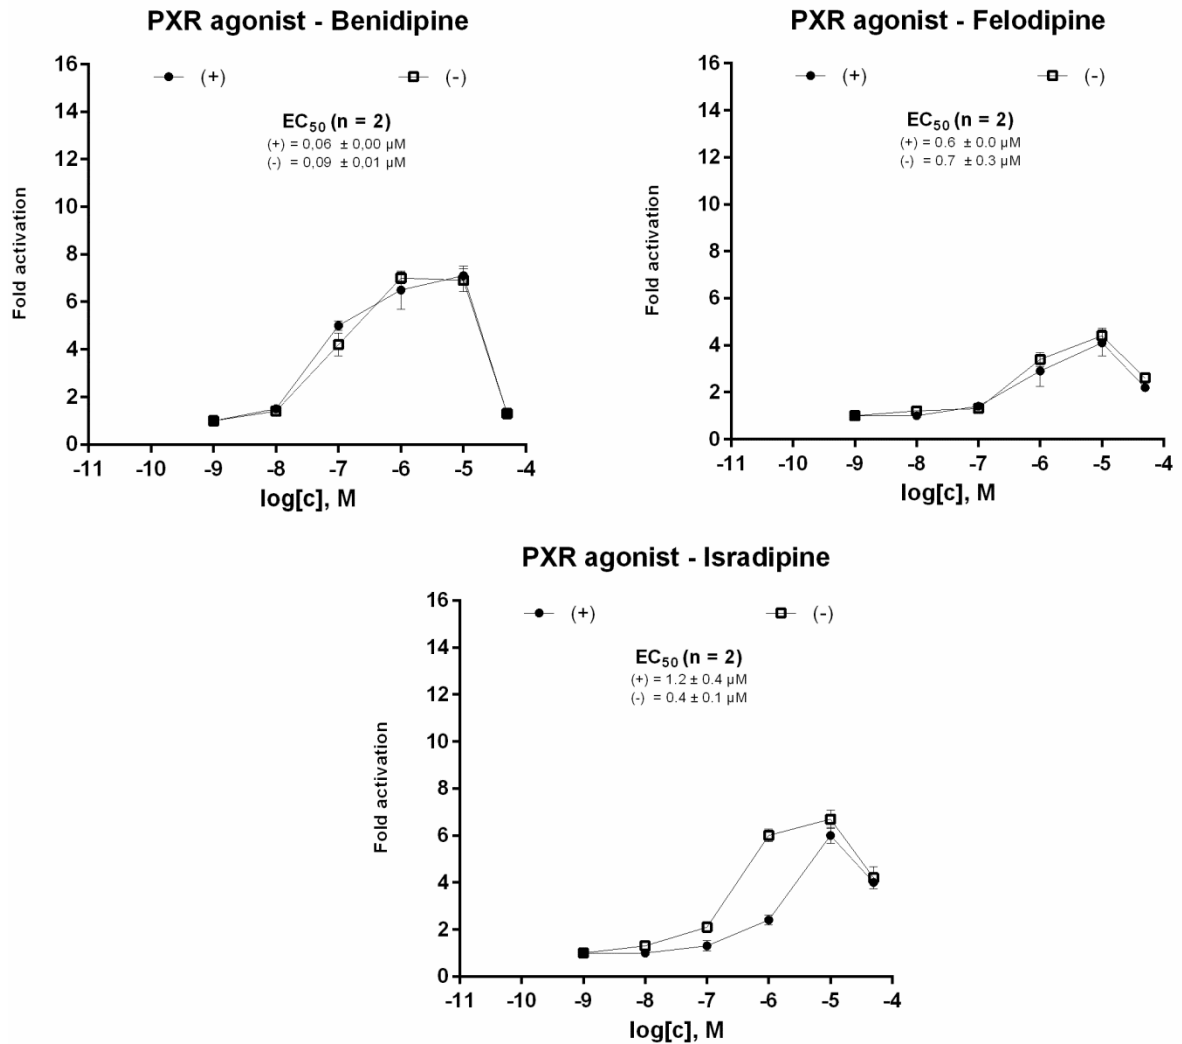 PXR agonist - Benidipine
16
14
12
10
8
6
4
2
0
Fold activation
(+)
(-)
EC50 (n = 2)
(+) = 0,06 ± 0,00 µM
(-) = 0,09 ± 0,01 µM
-11 -10 -9 -8 -7 -6 -5 -4
log[c], M
PXR agonist - Felodipine
16
14
12
10
8
6
4
2
0
Fold activation
(+)
(-)
EC50 (n = 2)
(+) = 0.6 ± 0.0 µM
(-) = 0.7 ± 0.3 µM
-11 -10 -9 -8 -7 -6 -5 -4
log[c], M
PXR agonist - Isradipine
16
14
12
10
8
6
4
2
0
Fold activation
(+)
(-)
EC50 (n = 2)
(+) = 1.2 ± 0.4 µM
(-) = 0.4 ± 0.1 µM
-11 -10 -9 -8 -7 -6 -5 -4
log[c], M